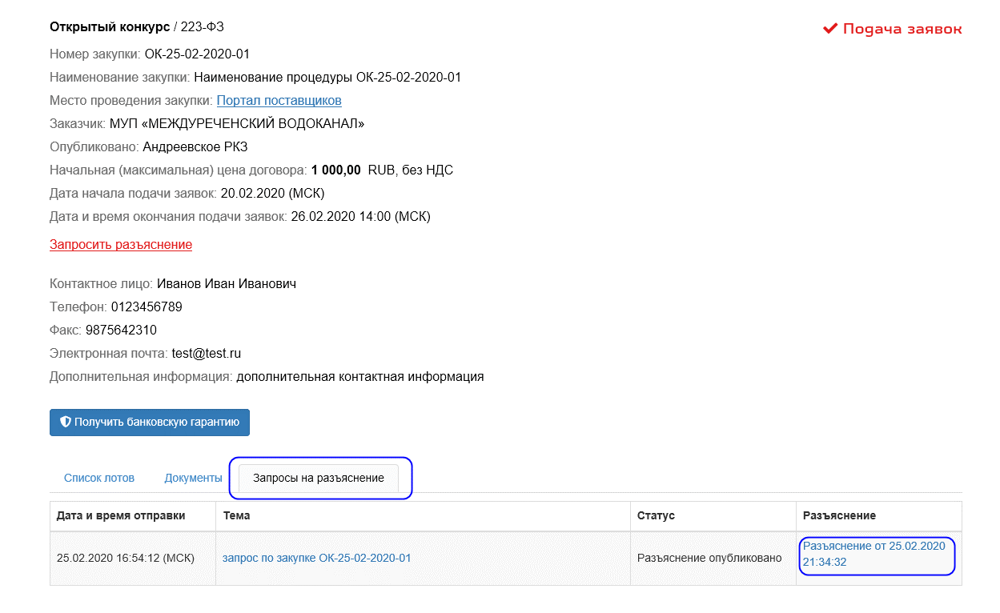 Открытый конкурс / 223-ФЗ
Подача заявок
Номер закупки: ОК-25-02-2020-01
Наименование закупки: Наименование процедуры ОК-25-02-2020-01
Место проведения закупки: Портал поставщиков
Заказчик: МУП «МЕЖДУРЕЧЕНСКИЙ ВОДОКАНАЛ»
Опубликовано: Андреевское РКЗ
Начальная (максимальная) цена договора: 1 000,00 RUB, без НДС
Дата начала подачи заявок: 20.02.2020 (МСК)
Дата и время окончания подачи заявок: 26.02.2020 14:00 (МСК)
Запросить разъяснение
Контактное лицо: Иванов Иван Иванович
Телефон: 0123456789
Факс: 9875642310
Электронная почта: test@test.ru
Дополнительная информация: дополнительная контактная информация
Получить банковскую гарантию
Список лотов Документы Запросы на разъяснение
Дата и время отправки Тема Статус Разъяснение
25.02.2020 16:54:12 (МСК) запрос по закупке ОК-25-02-2020-01 Разъяснение опубликовано Разъяснение от 25.02.2020
21:34:32